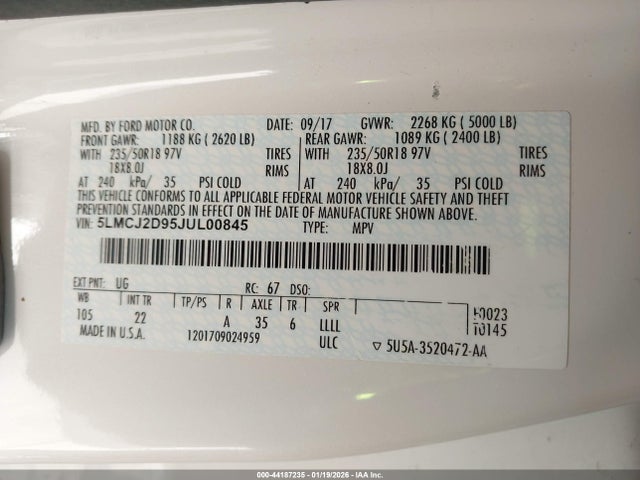 MFD. BY FORD MOTOR CO. DATE: 09/17 GVWR: 2268 KG ( 5000 LB)
FRONT GAWR: 1188 KG ( 2620 LB) REAR GAWR: 1089 KG ( 2400 LB)
WITH 235/50R18 97V TIRES WITH 235/50R18 97V TIRES
18X8.0J RIMS 18X8.0J RIMS
AT 240 kPa/ 35 PSI COLD AT 240 kPa/ 35 PSI COLD
THIS VEHICLE CONFORMS TO ALL APPLICABLE FEDERAL MOTOR VEHICLE SAFETY AND THEFT
PREVENTION STANDARDS IN EFFECT ON THE DATE OF MANUFACTURE SHOWN ABOVE.
VIN: 5LMCJ2D95JUL00845 TYPE: MPV
EXT PNT: UG RC: 67 DSO:
WB INT TR TP/PS R AXLE TR SPR
105 22 A 35 6 LLLL
MADE IN U.S.A. 1201709024959 ULC
10145
▽ 5U5A-3520472-AA
000-44187235 - 01/19/2026 - IAA Inc.